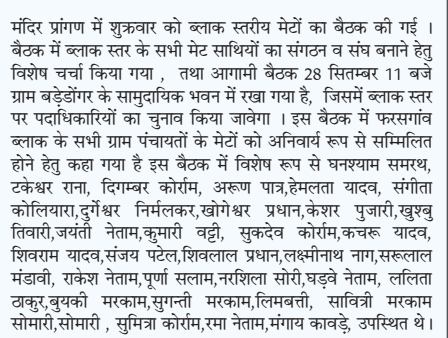 मंदिर प्रांगण में शुक्रवार को ब्लाक स्तरीय मेटों का बैठक की गई ।
बैठक में ब्लाक स्तर के सभी मेट साथियों का संगठन व संघ बनाने हेतु
विशेष चर्चा किया गया , तथा आगामी बैठक 28 सितम्बर 11 बजे
ग्राम बड़ेडोंगर के सामुदायिक भवन में रखा गया है, जिसमें ब्लाक स्तर
पर पदाधिकारियों का चुनाव किया जावेगा । इस बैठक में फरसगांव
ब्लाक के सभी ग्राम पंचायतों के मेटों को अनिवार्य रूप से सम्मिलित
होने हेतु कहा गया है इस बैठक में विशेष रूप से घनश्याम समरथ,
टकेश्वर राना, दिगम्बर कोर्राम, अरूण पात्र,हेमलता यादव, संगीता
कोलियारा,दुर्गेश्वर निर्मलकर,खोगेश्वर प्रधान,केशर पुजारी,खुश्बु
तिवारी,जयंती नेताम,कुमारी वट्टी, सुकदेव कोर्राम,कचरू यादव,
शिवराम यादव,संजय पटेल,शिवलाल प्रधान,लक्ष्मीनाथ नाग,सरूलाल
मंडावी, राकेश नेताम,पूर्णा सलाम,नरशिला सोरी,घड़वे नेताम, ललिता
ठाकुर,बुयकी मरकाम,सुगन्ती मरकाम,लिमबत्ती, सावित्री मरकाम
सोमारी,सोमारी , सुमित्रा कोर्राम,रमा नेताम,मंगाय कावड़े, उपस्थित थे।